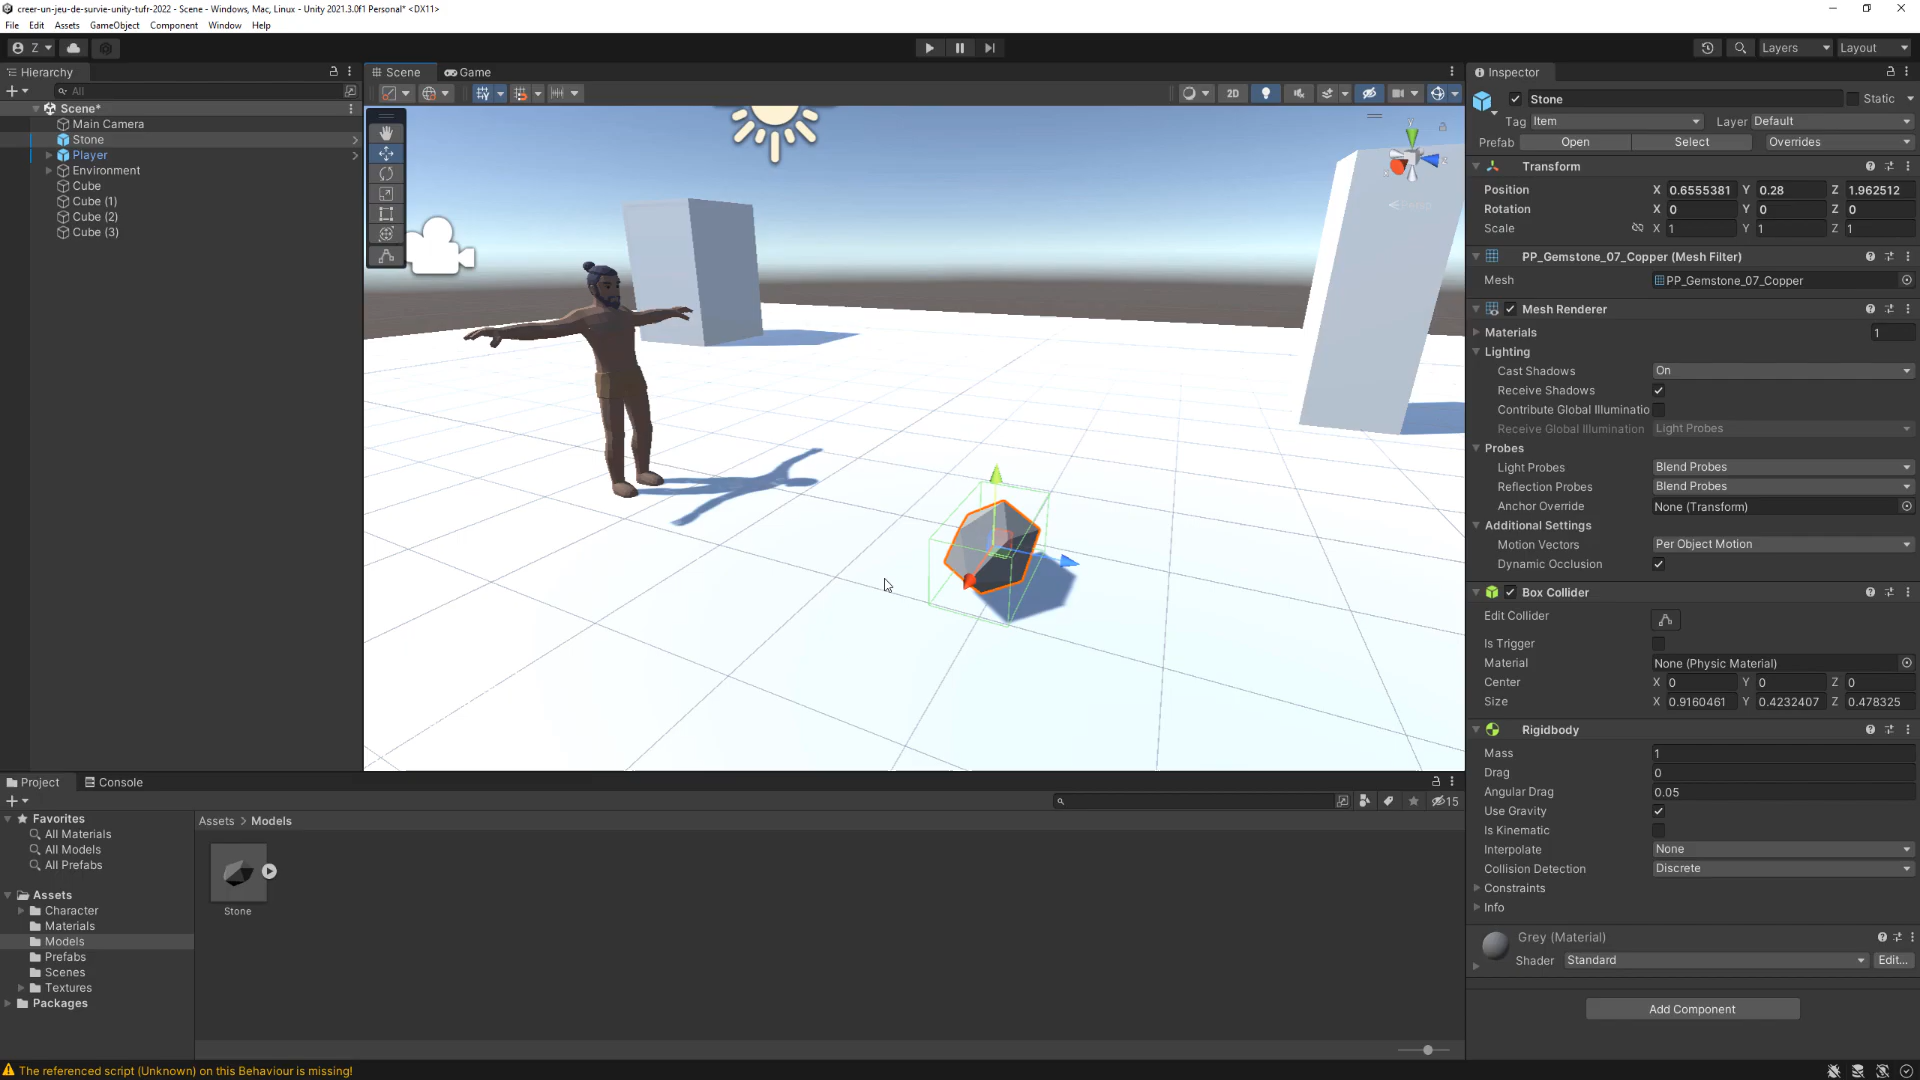 creer-un-jeu-de-survie-unity-tufr-2022 - Scene - Windows, Mac, Linux - Unity 2021.3.0f1 Personal* <DX11>
File Edit Assets GameObject Component Window Help
Z Layers Layout
Hierarchy
All
Scene*
Main Camera
Stone
Player
Environment
Cube
Cube (1)
Cube (2)
Cube (3)
Scene Game
2D
y
x
z
Persp
Inspector
Stone Static
Tag Item Layer Default
Prefab Open Select Overrides
Transform
Position X 0.6555381 Y 0.28 Z 1.962512
Rotation X 0 Y 0 Z 0
Scale X 1 Y 1 Z 1
PP_Gemstone_07_Copper (Mesh Filter)
Mesh PP_Gemstone_07_Copper
Mesh Renderer
Materials 1
Lighting
Cast Shadows On
Receive Shadows
Contribute Global Illuminatio
Receive Global Illumination Light Probes
Probes
Light Probes Blend Probes
Reflection Probes Blend Probes
Anchor Override None (Transform)
Additional Settings
Motion Vectors Per Object Motion
Dynamic Occlusion
Box Collider
Edit Collider
Is Trigger
Material None (Physic Material)
Center X 0 Y 0 Z 0
Size X 0.9160461 Y 0.4232407 Z 0.478325
Rigidbody
Mass 1
Drag 0
Angular Drag 0.05
Use Gravity
Is Kinematic
Interpolate None
Collision Detection Discrete
Constraints
Info
Grey (Material)
Shader Standard Edit...
Add Component
Project Console
15
Favorites
All Materials
All Models
All Prefabs
Assets
Character
Materials
Models
Prefabs
Scenes
Textures
Packages
Assets > Models
Stone
The referenced script (Unknown) on this Behaviour is missing!